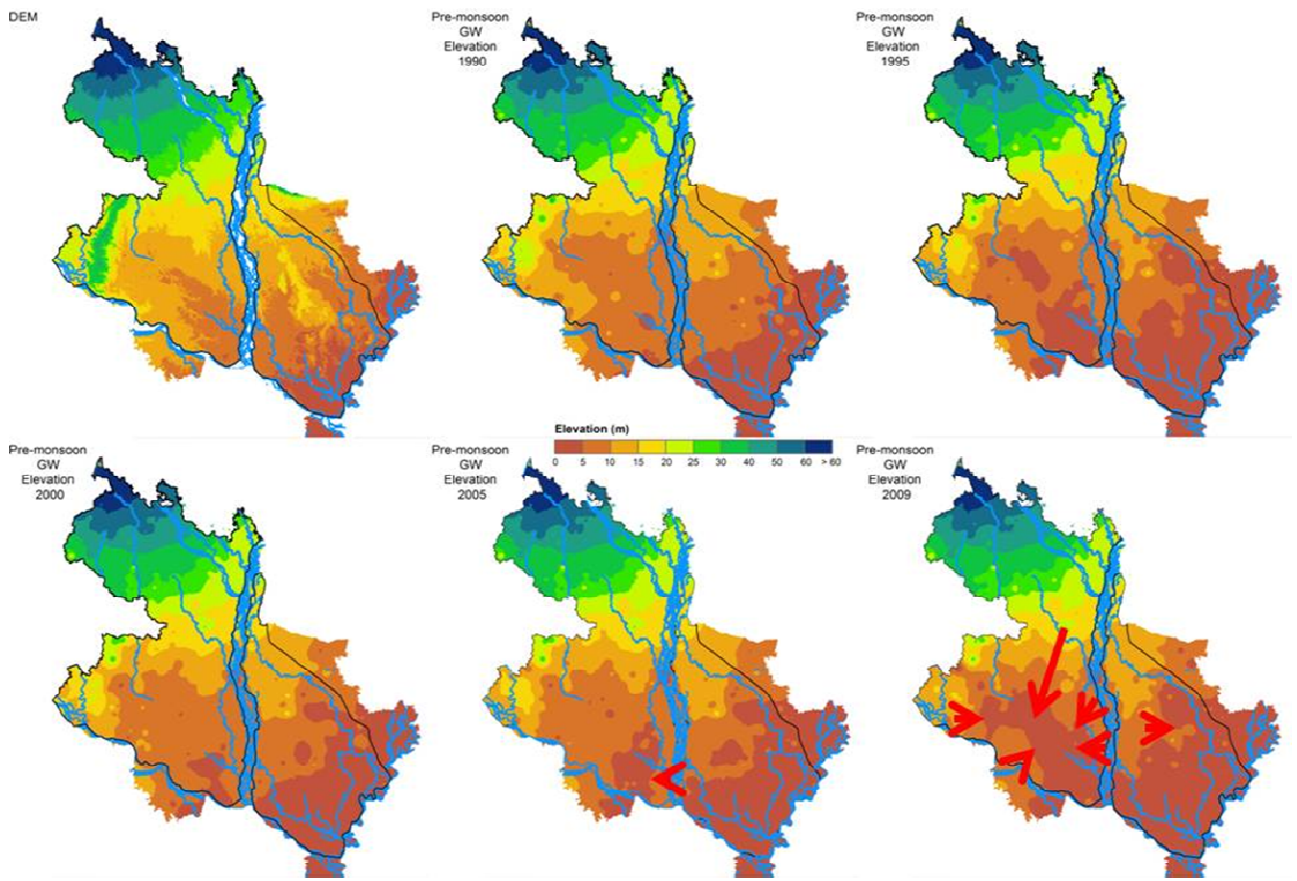 DEM
Pre-monsoon
GW
Elevation
1990
Pre-monsoon
GW
Elevation
1995
Elevation (m)
0 5 10 15 20 25 30 40 50 60 > 60
Pre-monsoon
GW
Elevation
2000
Pre-monsoon
GW
Elevation
2005
Pre-monsoon
GW
Elevation
2009